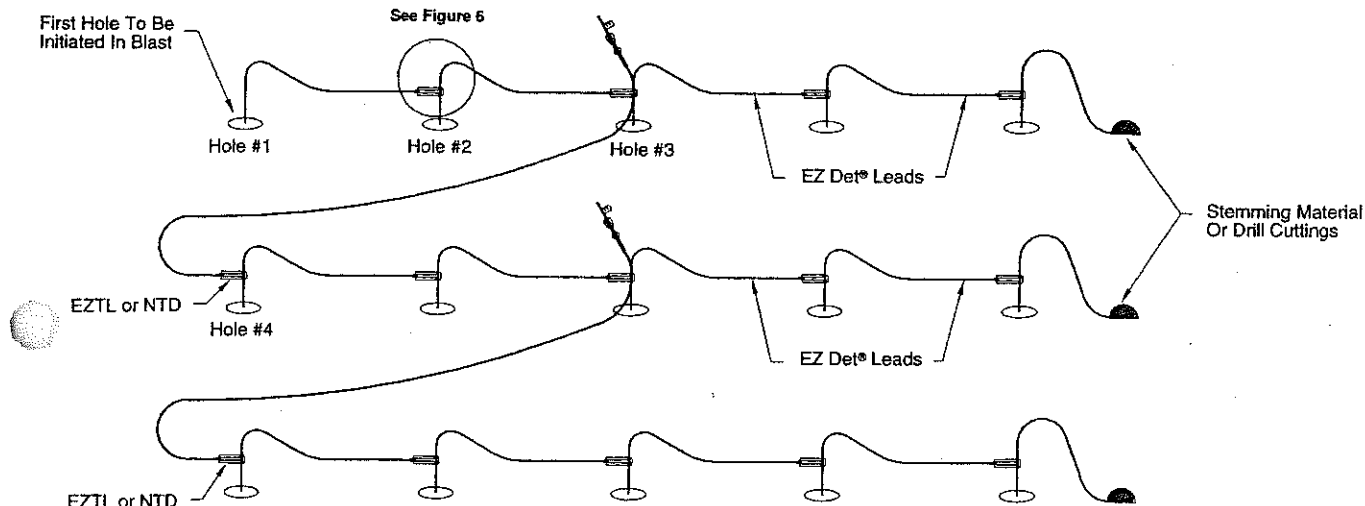 See Figure 6
First Hole To Be
Initiated In Blast
Hole #1
Hole #2
Hole #3
EZ Det® Leads
Stemming Material
Or Drill Cuttings
EZTL or NTD
Hole #4
EZ Det® Leads
EZTL or NTD